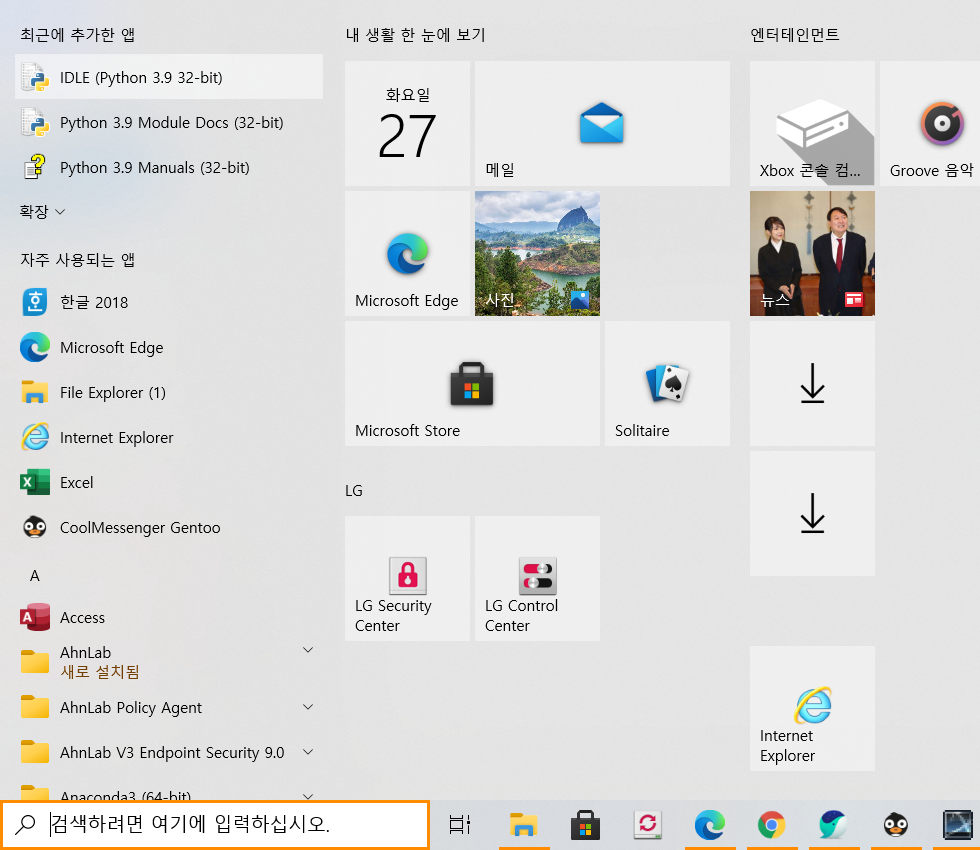 최근에 추가한 앱
IDLE (Python 3.9 32-bit)
Python 3.9 Module Docs (32-bit)
Python 3.9 Manuals (32-bit)
확장
자주 사용되는 앱
한글 2018
Microsoft Edge
File Explorer (1)
Internet Explorer
Excel
CoolMessenger Gentoo
A
Access
AhnLab
새로 설치됨
AhnLab Policy Agent
AhnLab V3 Endpoint Security 9.0
Anaconda3 (64-bit)
내 생활 한 눈에 보기
화요일
27
메일
Microsoft Edge
사진
Microsoft Store
Solitaire
LG
LG Security
Center
LG Control
Center
엔터테인먼트
Xbox 콘솔 컴...
Groove 음악
뉴스
Internet
Explorer
검색하려면 여기에 입력하십시오.